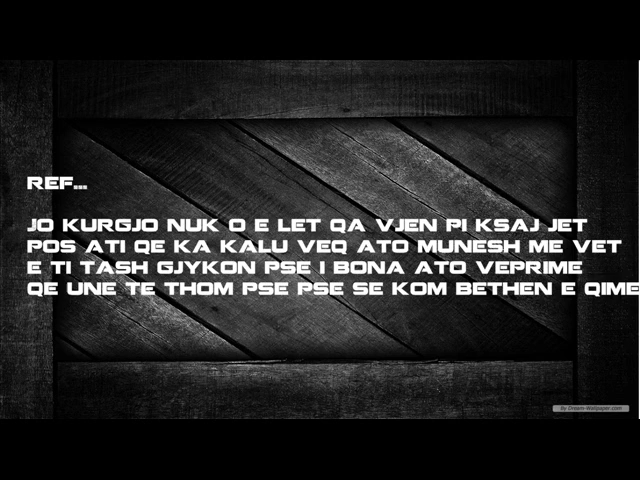 REF...
JO KURGJO NUK O E LET QA VJEN PI KSAJ JET
POS ATI QE KA KALU VEQ ATO MUNESH ME VET
E TI TASH GJYKON PSE I BONA ATO VEPRIME
QE UNE TE THOM PSE PSE SE KOM BETHEN E QIME
By Dream-Wallpaper.com